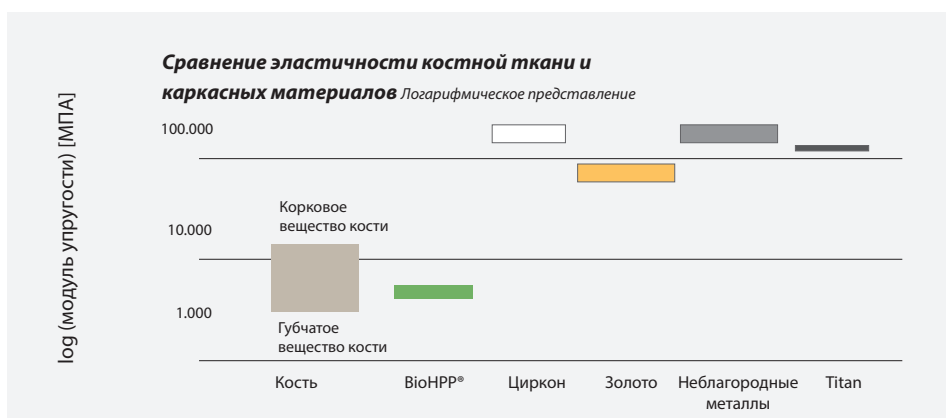 Сравнение эластичности костной ткани и
каркасных материалов Логарифмическое представление
log (модуль упругости) [МПА]
100.000
10.000
1.000
Корковое
вещество кости
Губчатое
вещество кости
Кость
BioHPP®
Циркон
Золото
Неблагородные
металлы
Titan